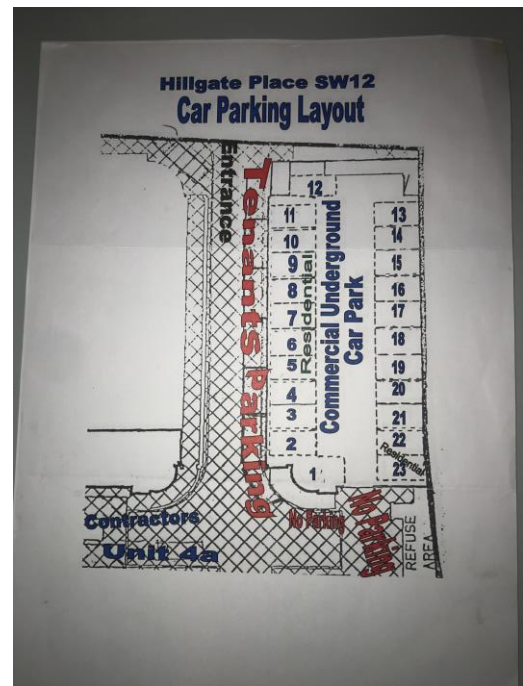 Hillgate Place SW12
Car Parking Layout
Entrance
Tenants Parking
12
11
10
9
8
7
6
5
4
3
2
1
Residential
Commercial Underground
Car Park
13
14
15
16
17
18
19
20
21
22
23
Residential
Contractors
Unit 4a
No Parking
No Parking
REFUSE
AREA